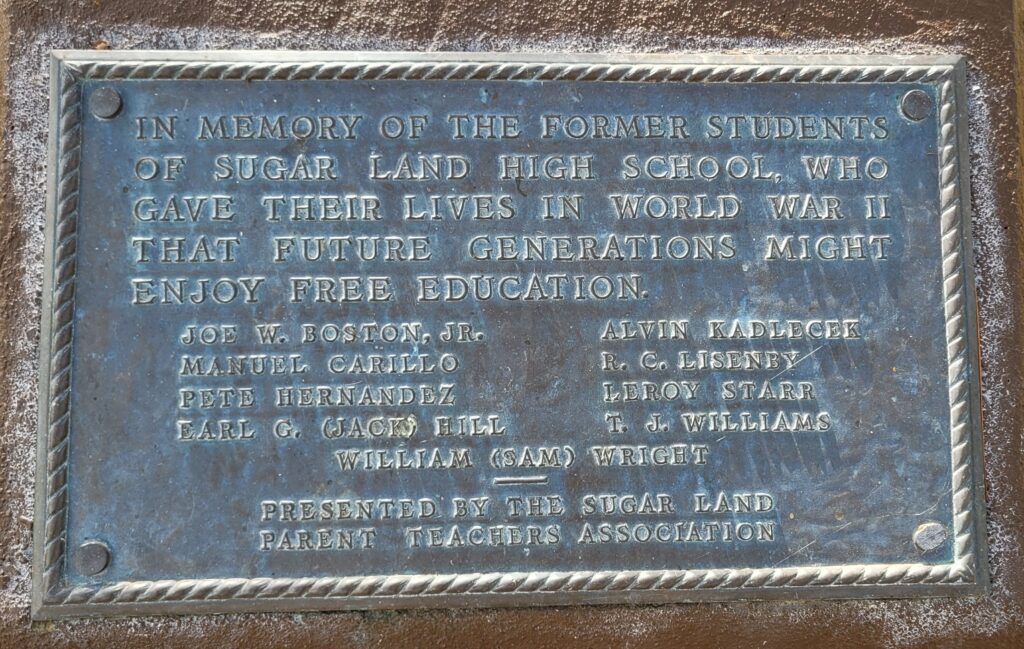 IN MEMORY OF THE FORMER STUDENTS
OF SUGAR LAND HIGH SCHOOL, WHO
GAVE THEIR LIVES IN WORLD WAR II
THAT FUTURE GENERATIONS MIGHT
ENJOY FREE EDUCATION.
JOE W. BOSTON, JR. ALVIN KADLECEK
MANUEL CARILLO R. C. LISENBY
PETE HERNANDEZ LEROY STARR
EARL G. (JACK) HILL T. J. WILLIAMS
WILLIAM (SAM) WRIGHT
PRESENTED BY THE SUGAR LAND
PARENT TEACHERS ASSOCIATION